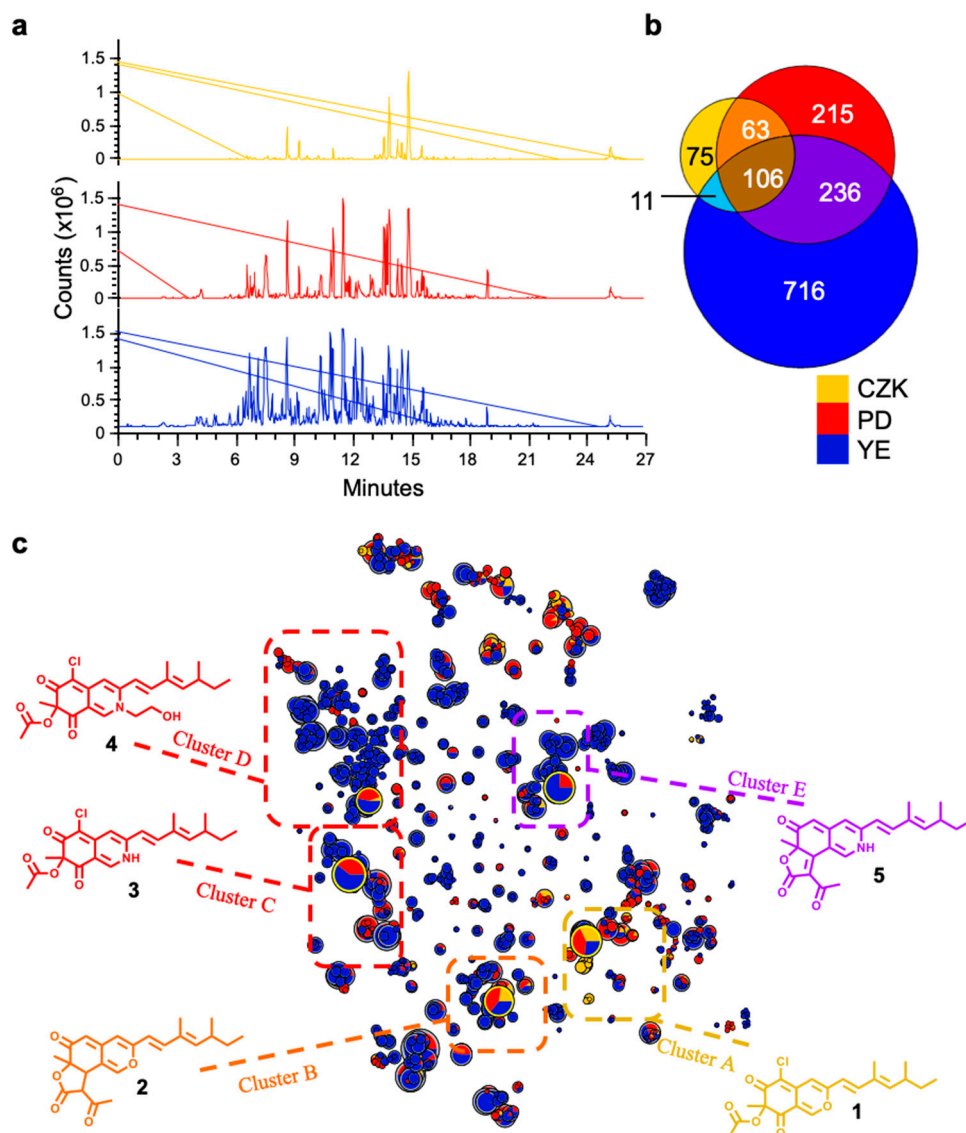 a
b
Counts (x10⁶)
1.5
1
0.5
0
1.5
1
0.5
0
1.5
1
0.5
0
0 3 6 9 12 15 18 21 24 27
Minutes
63
215
75
106
11
236
716
CZK
PD
YE
c
Cl
O
O
O
O
N
OH
4
Cluster D
Cl
O
O
O
O
NH
3
Cluster C
O
O
O
O
O
2
Cluster B
Cluster E
O
O
O
O
NH
5
Cluster A
Cl
O
O
O
O
O
1